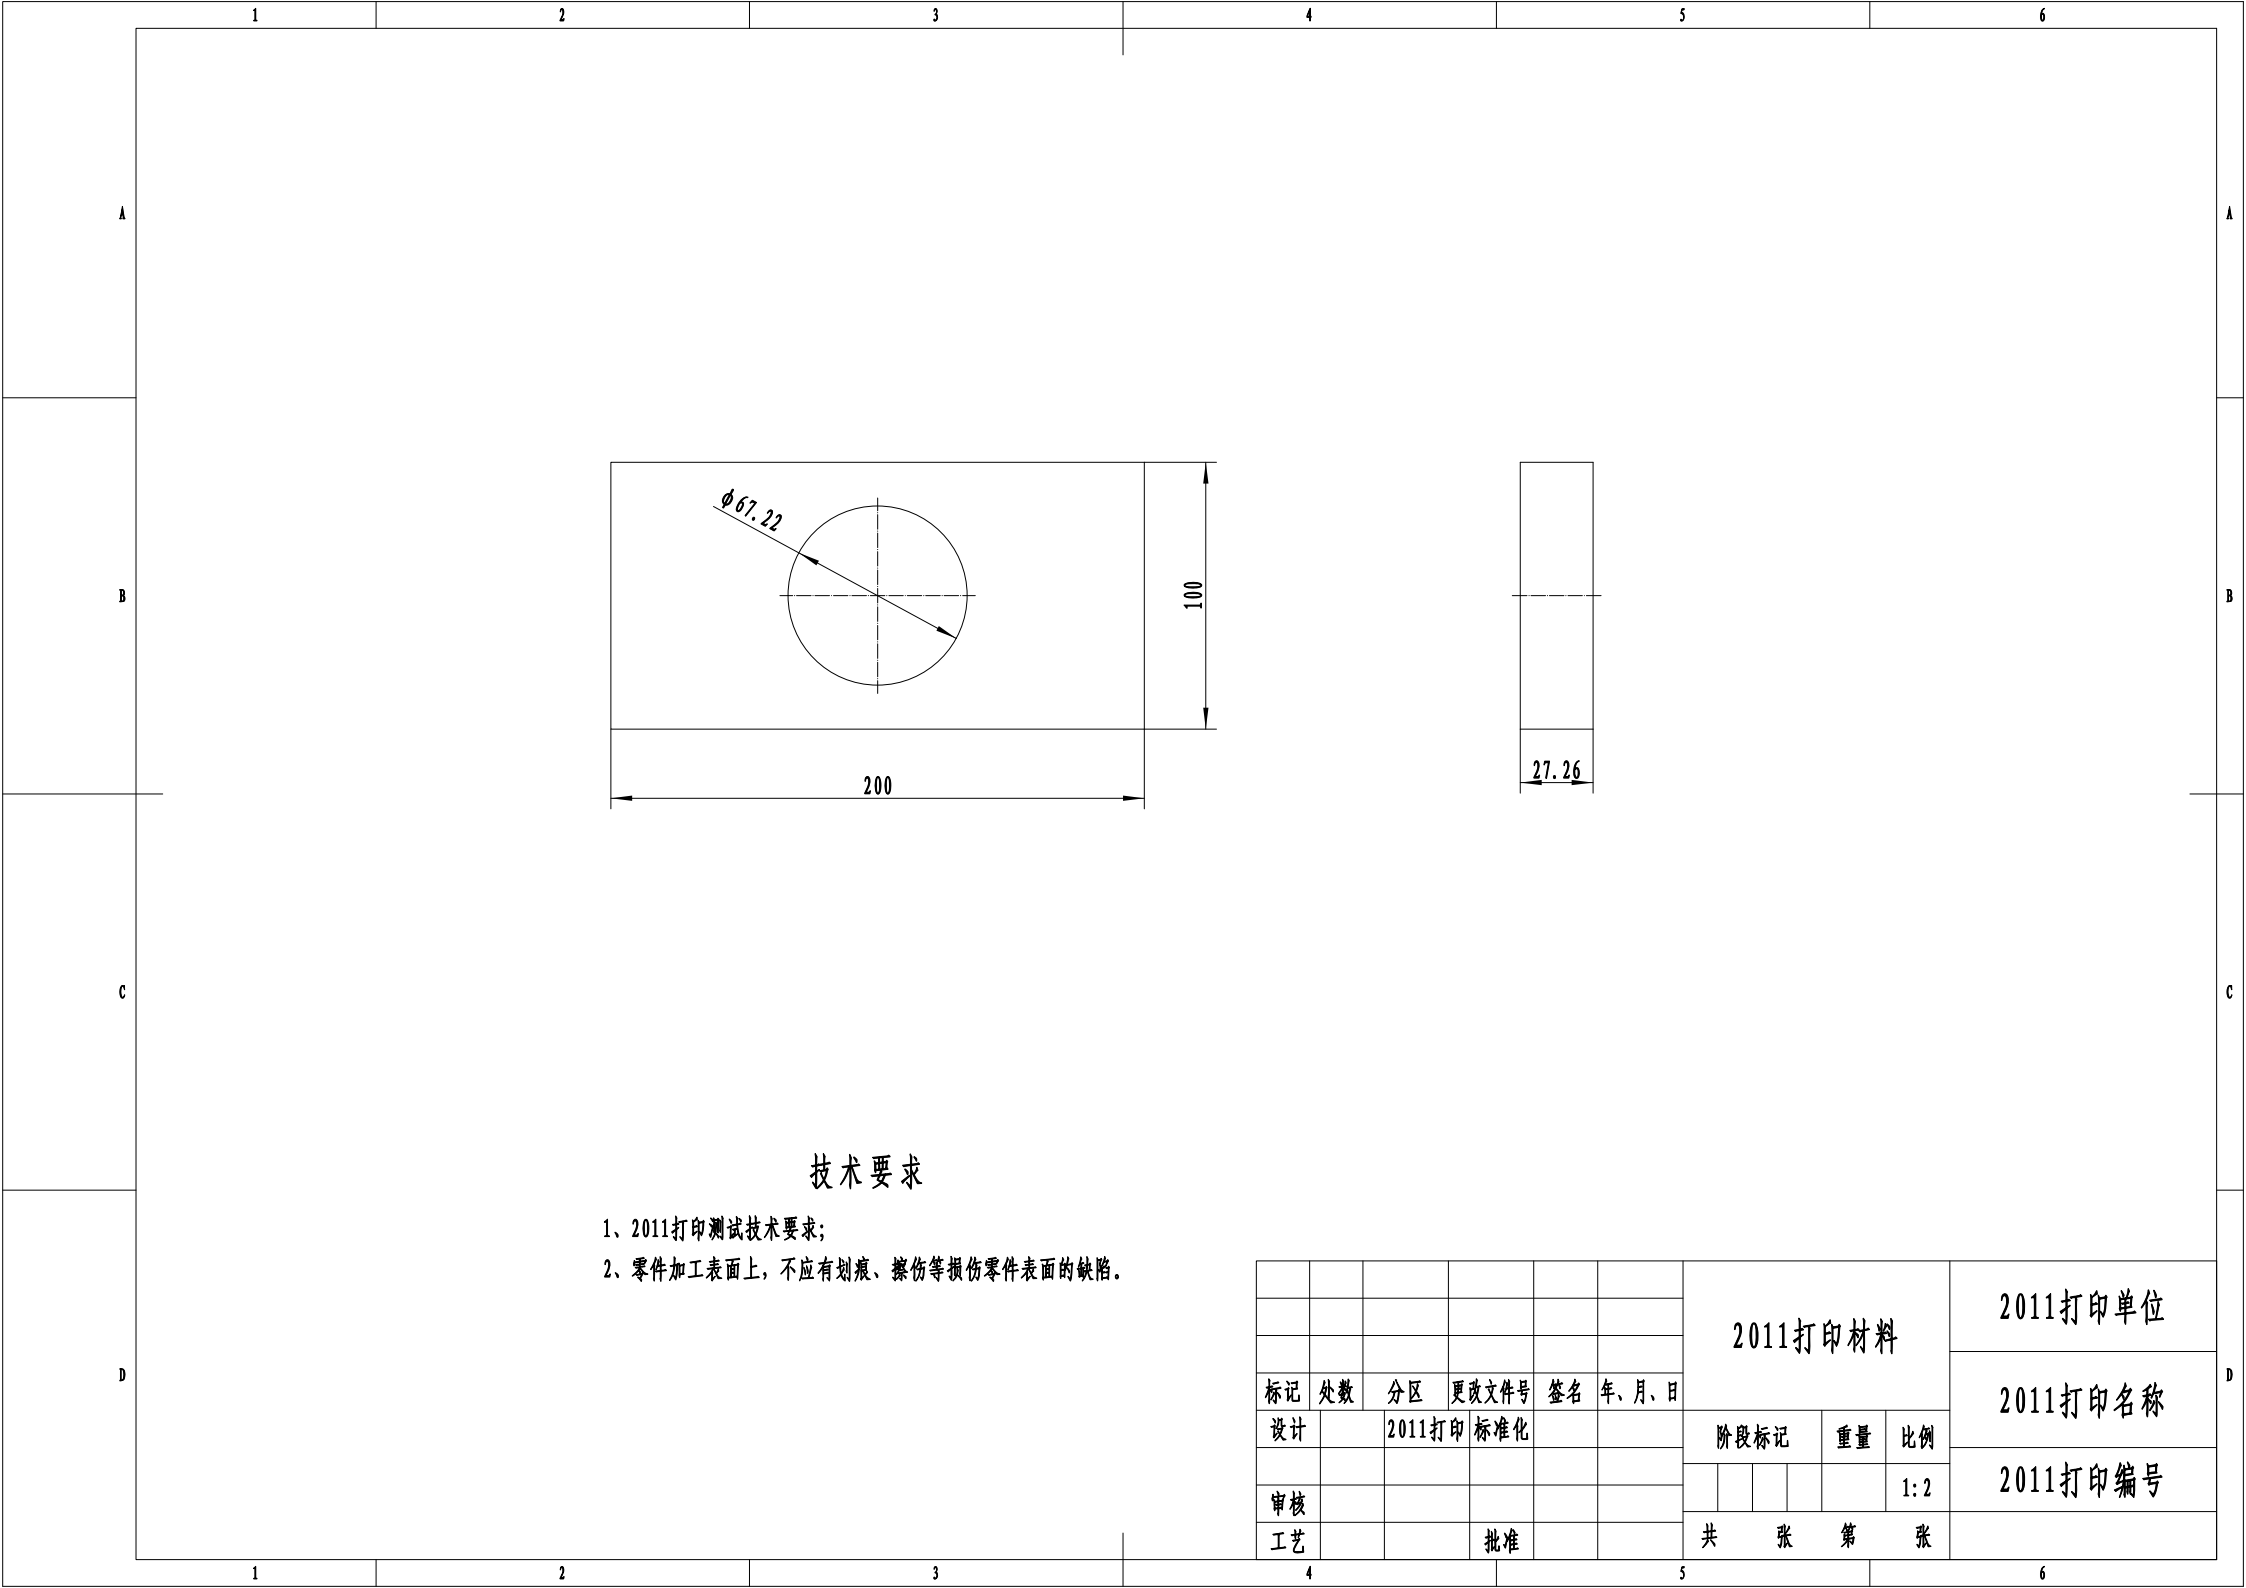 1 2 3 4 5 6
A A
φ67.22
100
B B
27.26
200
C C
技术要求
1、2011打印测试技术要求;
2、零件加工表面上，不应有划痕、擦伤等损伤零件表面的缺陷。
2011打印单位
2011打印材料
D D
标记 处数 分区 更改文件号 签名 年、月、日
2011打印名称
设计 2011打印 标准化
阶段标记 重量 比例
2011打印编号
1:2
审核
共 张 第 张
工艺 批准
1 2 3 4 5 6